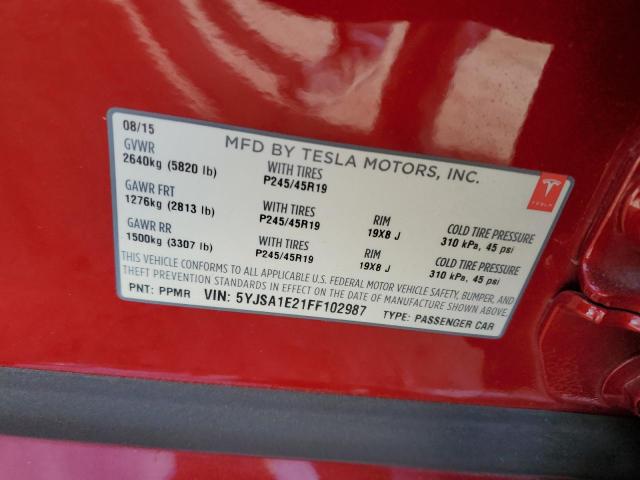 08/15
MFD BY TESLA MOTORS, INC.
GVWR
2640kg (5820 lb)
WITH TIRES
P245/45R19
TESLA
GAWR FRT
1276kg (2813 lb)
WITH TIRES
P245/45R19
RIM
19X8 J
COLD TIRE PRESSURE
310 kPa, 45 psi
GAWR RR
1500kg (3307 lb)
WITH TIRES
P245/45R19
RIM
19X8 J
COLD TIRE PRESSURE
310 kPa, 45 psi
THIS VEHICLE CONFORMS TO ALL APPLICABLE U.S. FEDERAL MOTOR VEHICLE SAFETY, BUMPER, AND
THEFT PREVENTION STANDARDS IN EFFECT ON THE DATE OF MANUFACTURE SHOWN ABOVE.
PNT: PPMR VIN: 5YJSA1E21FF102987 TYPE: PASSENGER CAR